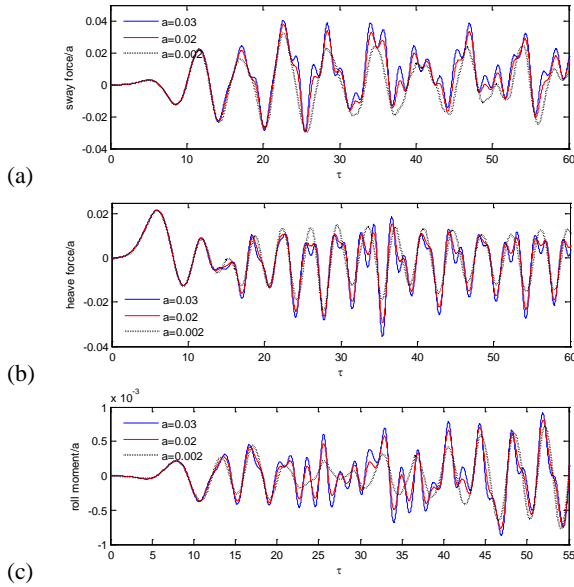 (a)
sway force/a
0.04
0.02
0
-0.02
-0.04
a=0.03
a=0.02
a=0.002
0 10 20 30 40 50 60
τ
(b)
heave force/a
0.02
0
-0.02
-0.04
a=0.03
a=0.02
a=0.002
0 10 20 30 40 50 60
τ
(c)
roll moment/a
x 10-3
1
0.5
0
-0.5
-1
a=0.03
a=0.02
a=0.002
0 5 10 15 20 25 30 35 40 45 50 55
τ